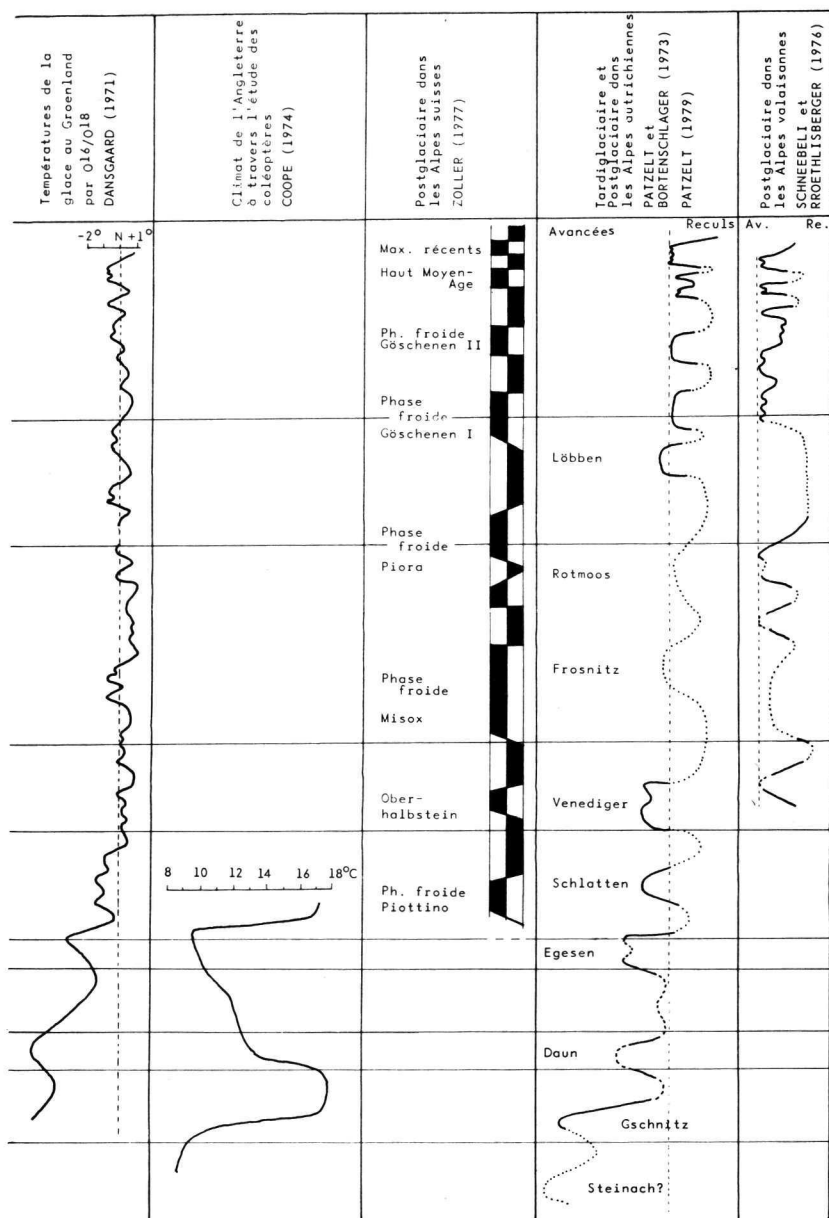 Températures de la
glace au Groenland
par O16/O18
DANSGAARD (1971)
Climat de l'Angleterre
à travers l'étude des
coléoptères
COOPE (1974)
Postglaciaire dans
les Alpes suisses
ZOLLER (1977)
Tardiglaciaire et
Postglaciaire dans
les Alpes autrichiennes
PATZELT et
BORTENSCHLAGER (1973)
PATZELT (1979)
Postglaciaire dans
les Alpes valaisannes
SCHNEEBELI et
RROETHLISBERGER (1976)
-2° N +1°
Max. récents
Haut Moyen-
Age
Ph. froide
Göschenen II
Phase
froide
Göschenen I
Phase
froide
Piora
Phase
froide
Misox
Ober-
halbstein
Ph. froide
Piottino
8 10 14 16 18°C
Avancées Reculs
Löbben
Rotmoos
Frosnitz
Venediger
Schlatten
Egesen
Daun
Gschnitz
Steinach?
Av. Re.